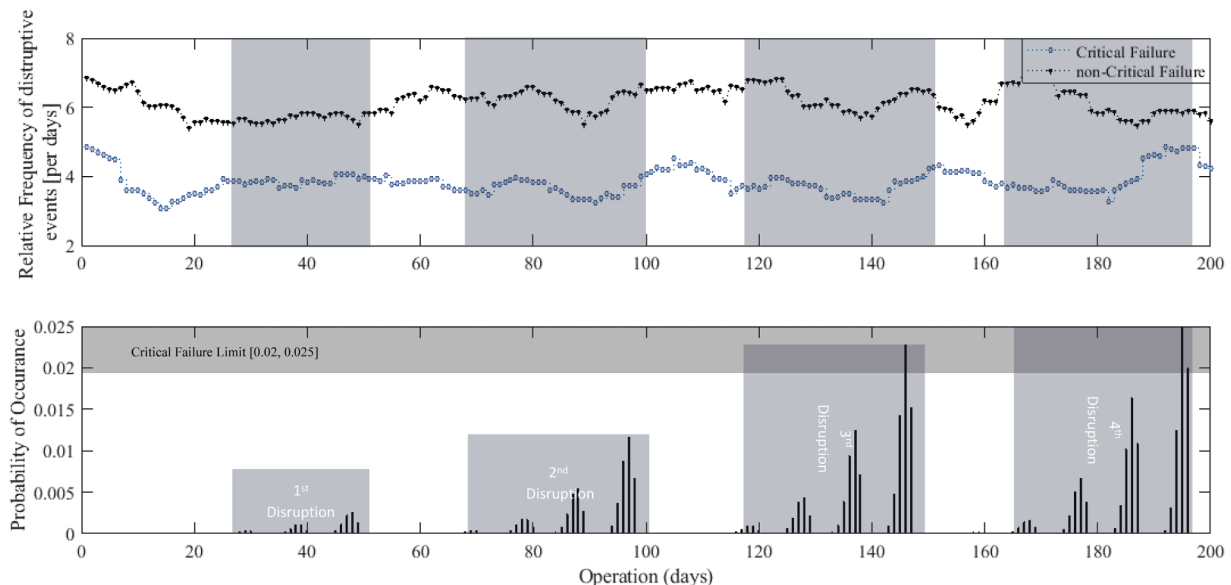 Relative Frequency of distruptive
events [per days]
8
6
4
2
Critical Failure
non-Critical Failure
0
20
40
60
80
100
120
140
160
180
200
Probability of Occurance
0.025
0.02
0.015
0.01
0.005
0
Critical Failure Limit [0.02, 0.025]
1st
Disruption
2nd
Disruption
3rd
Disruption
4th
Disruption
0
20
40
60
80
100
120
140
160
180
200
Operation (days)